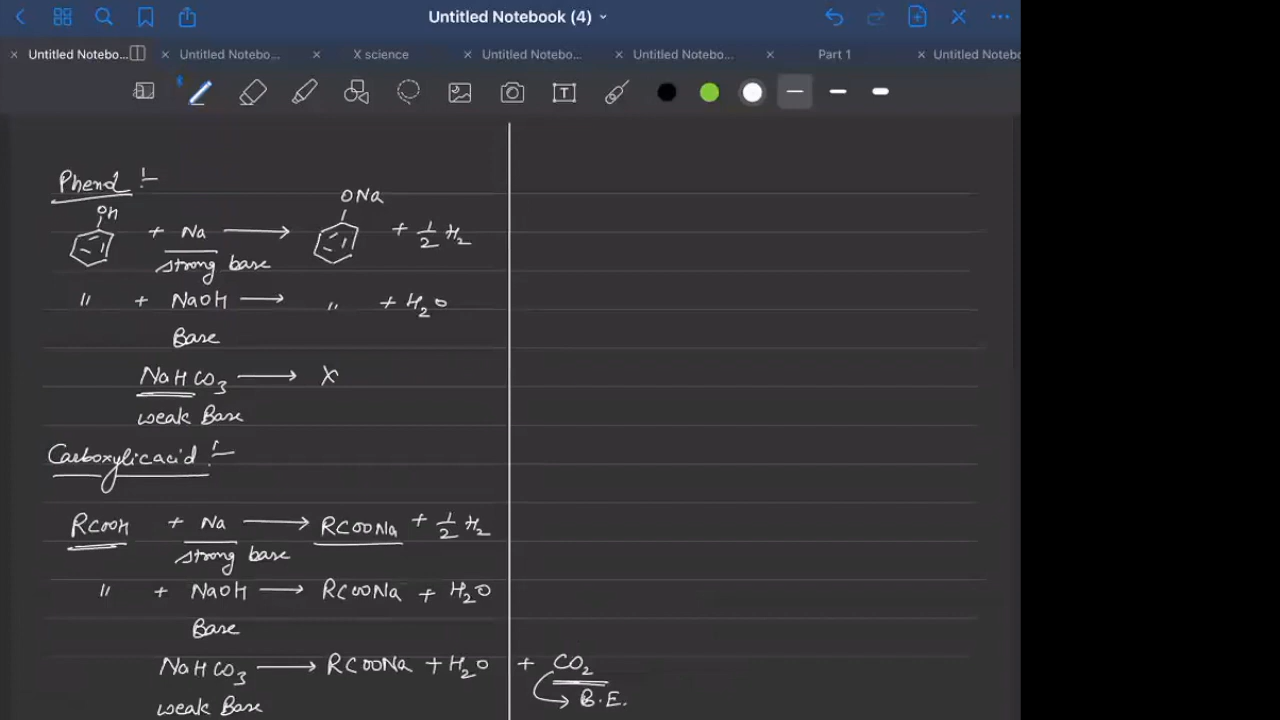 Untitled Notebook (4)
Untitled Notebo... Untitled Notebo... X science Untitled Notebo... Untitled Notebo... Part 1 Untitled Notebo
T
Phenol :-
OH + Na ⟶ ONa + 1/2 H₂
strong base
" + NaOH ⟶ " + H₂O
Base
NaHCO₃ ⟶ X
weak Base
Carboxylicacid :-
RCOOH + Na ⟶ RCOONa + 1/2 H₂
strong base
" + NaOH ⟶ RCOONa + H₂O
Base
NaHCO₃ ⟶ RCOONa + H₂O + CO₂
→ B.E.
weak Base